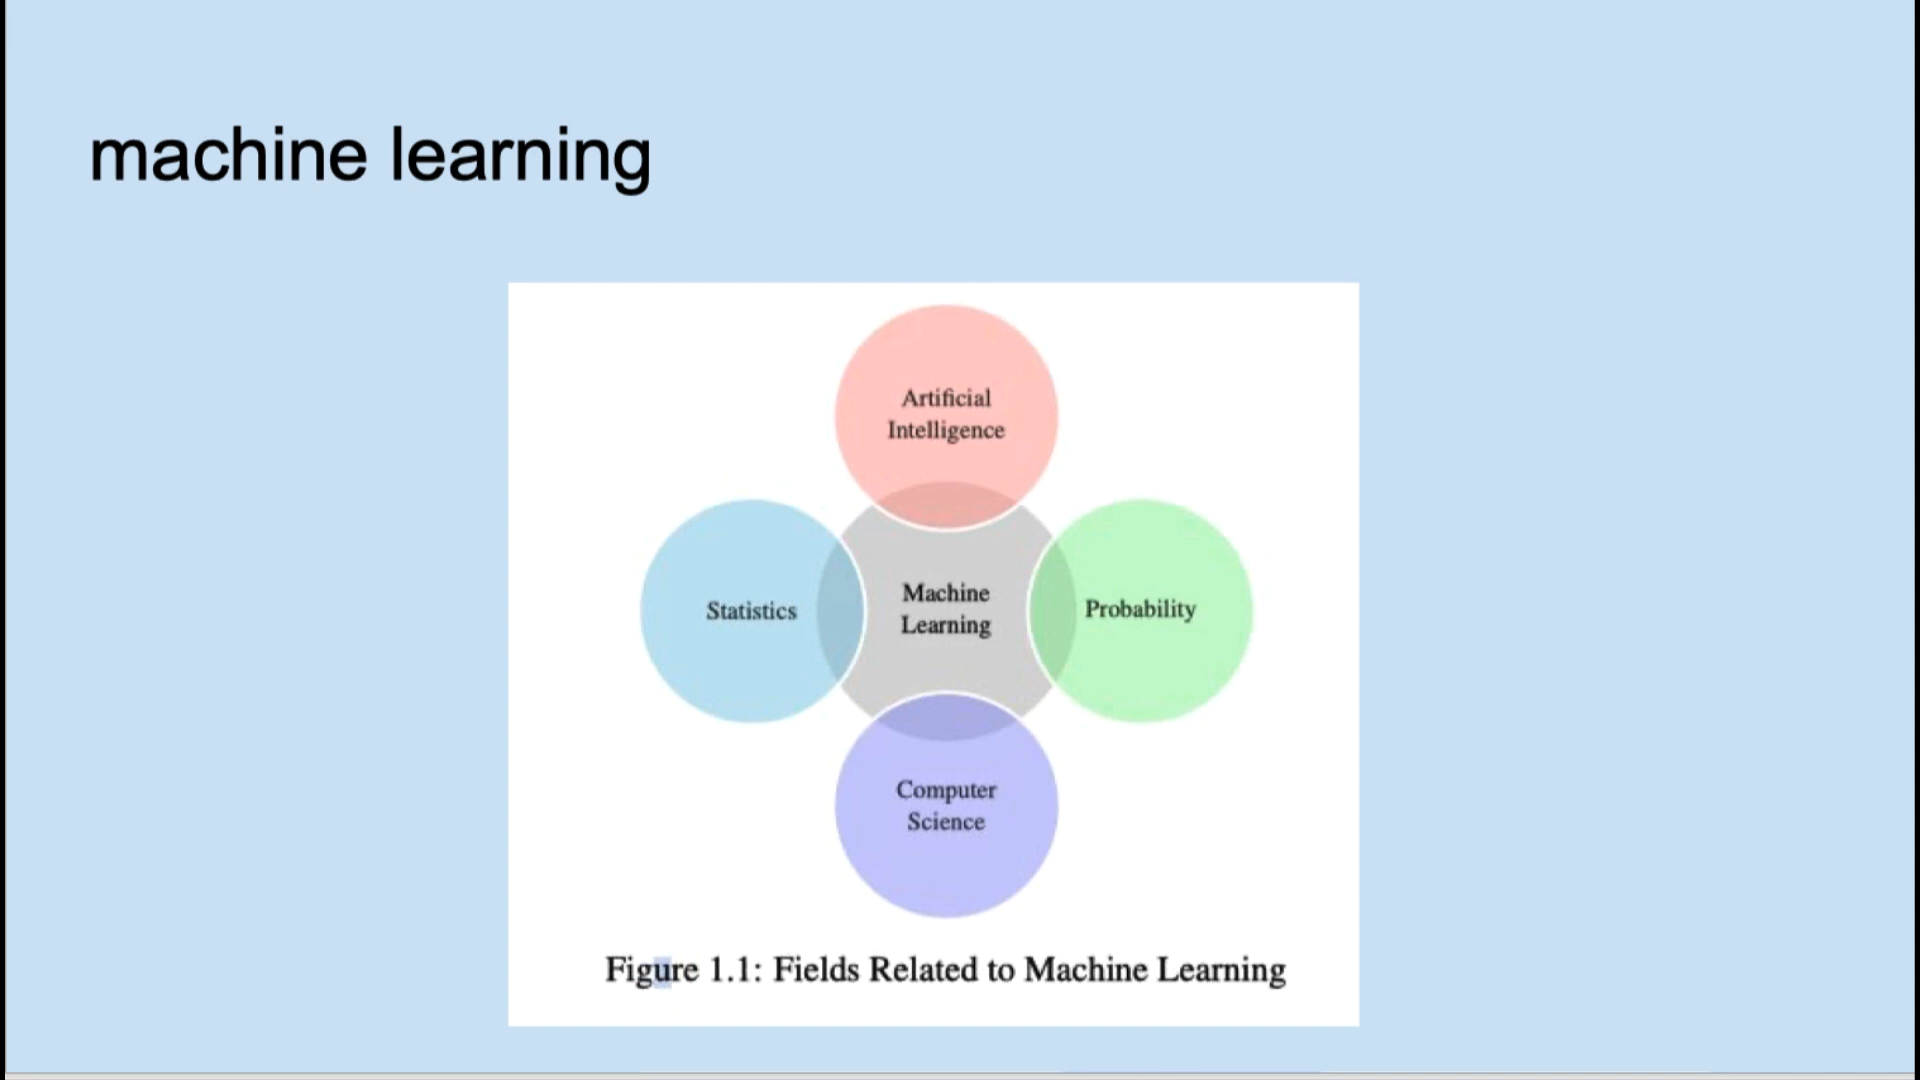 machine learning
Artificial
Intelligence
Statistics
Machine
Learning
Probability
Computer
Science
Figure 1.1: Fields Related to Machine Learning